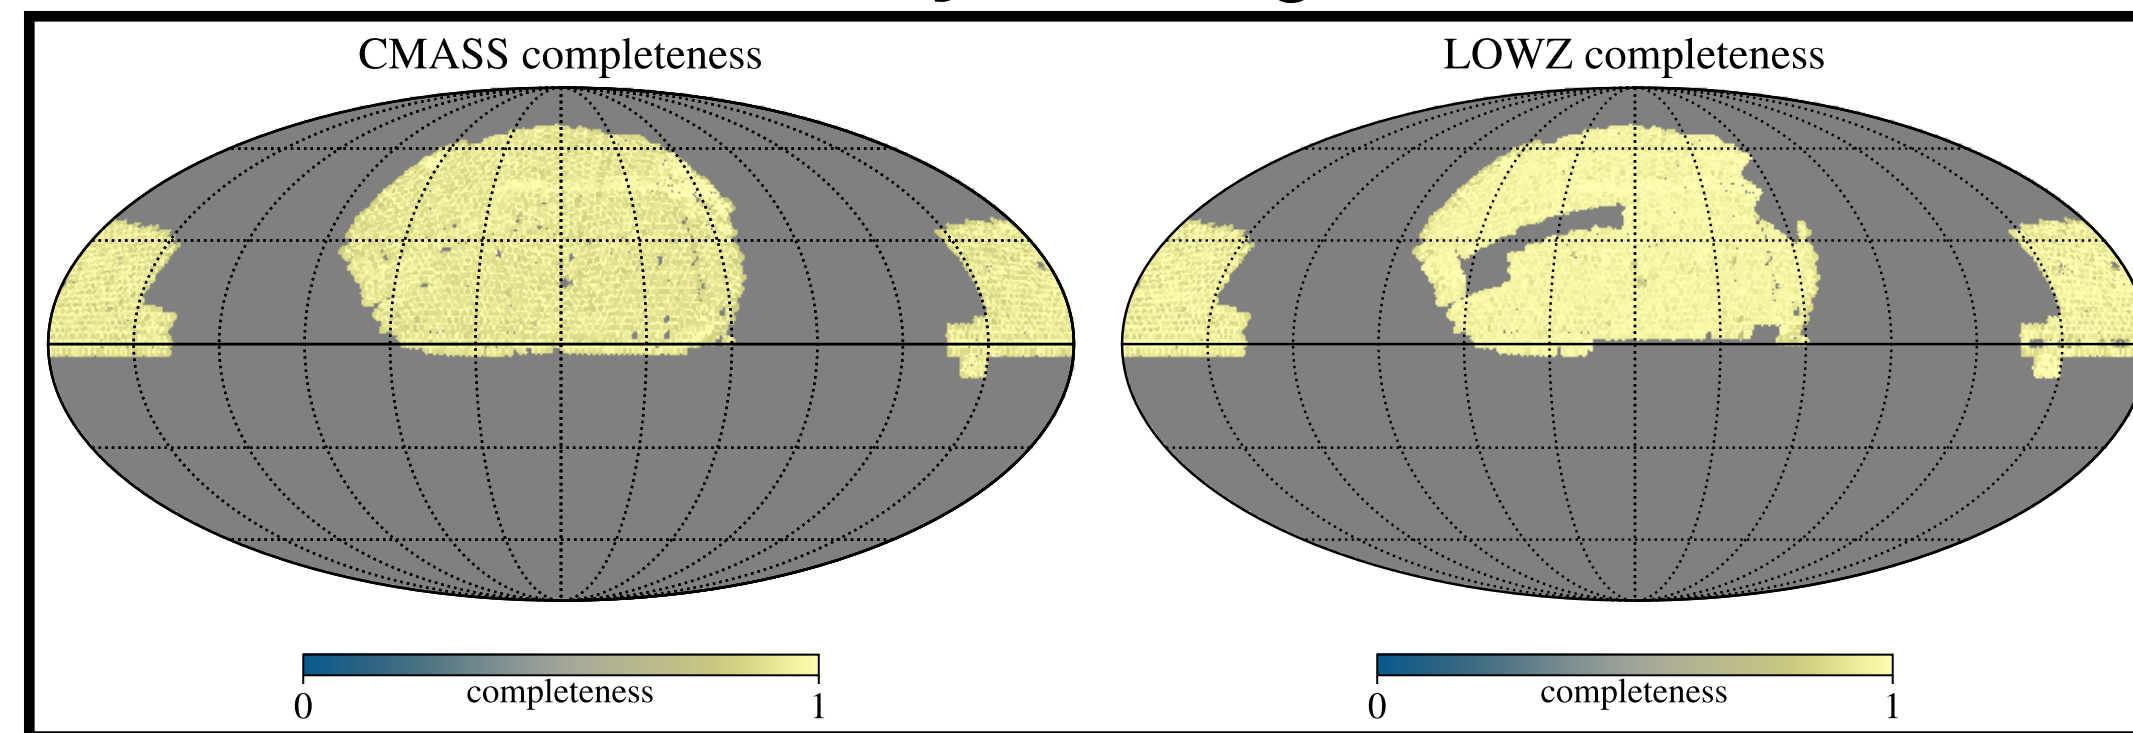 CMASS completeness
LOWZ completeness
completeness
0 1
completeness
0 1